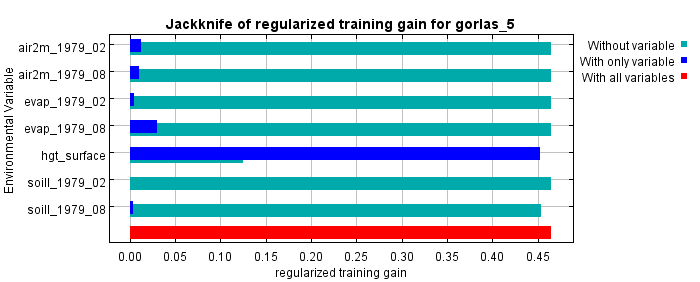 Jackknife of regularized training gain for gorlas_5
Environmental Variable
air2m_1979_02
air2m_1979_08
evap_1979_02
evap_1979_08
hgt_surface
soill_1979_02
soill_1979_08
0.00 0.05 0.10 0.15 0.20 0.25 0.30 0.35 0.40 0.45
regularized training gain
Without variable
With only variable
With all variables